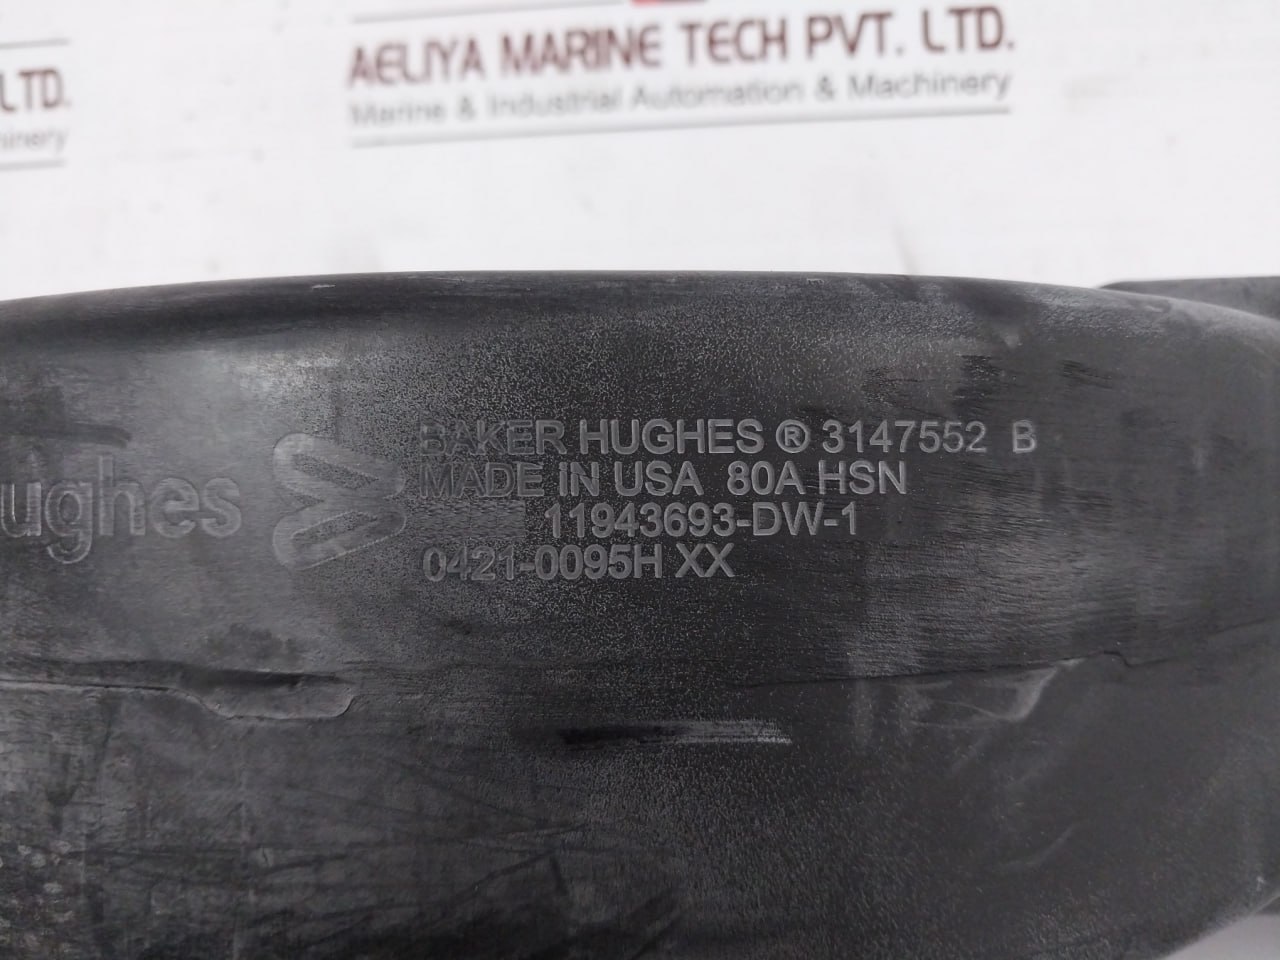 AELIYA MARINE TECH PVT. LTD.
Marine & Industrial Automation & Machinery
LTD.
ughes
BAKER HUGHES ® 3147552 B
MADE IN USA 80A HSN
11943693-DW-1
0421-0095H XX